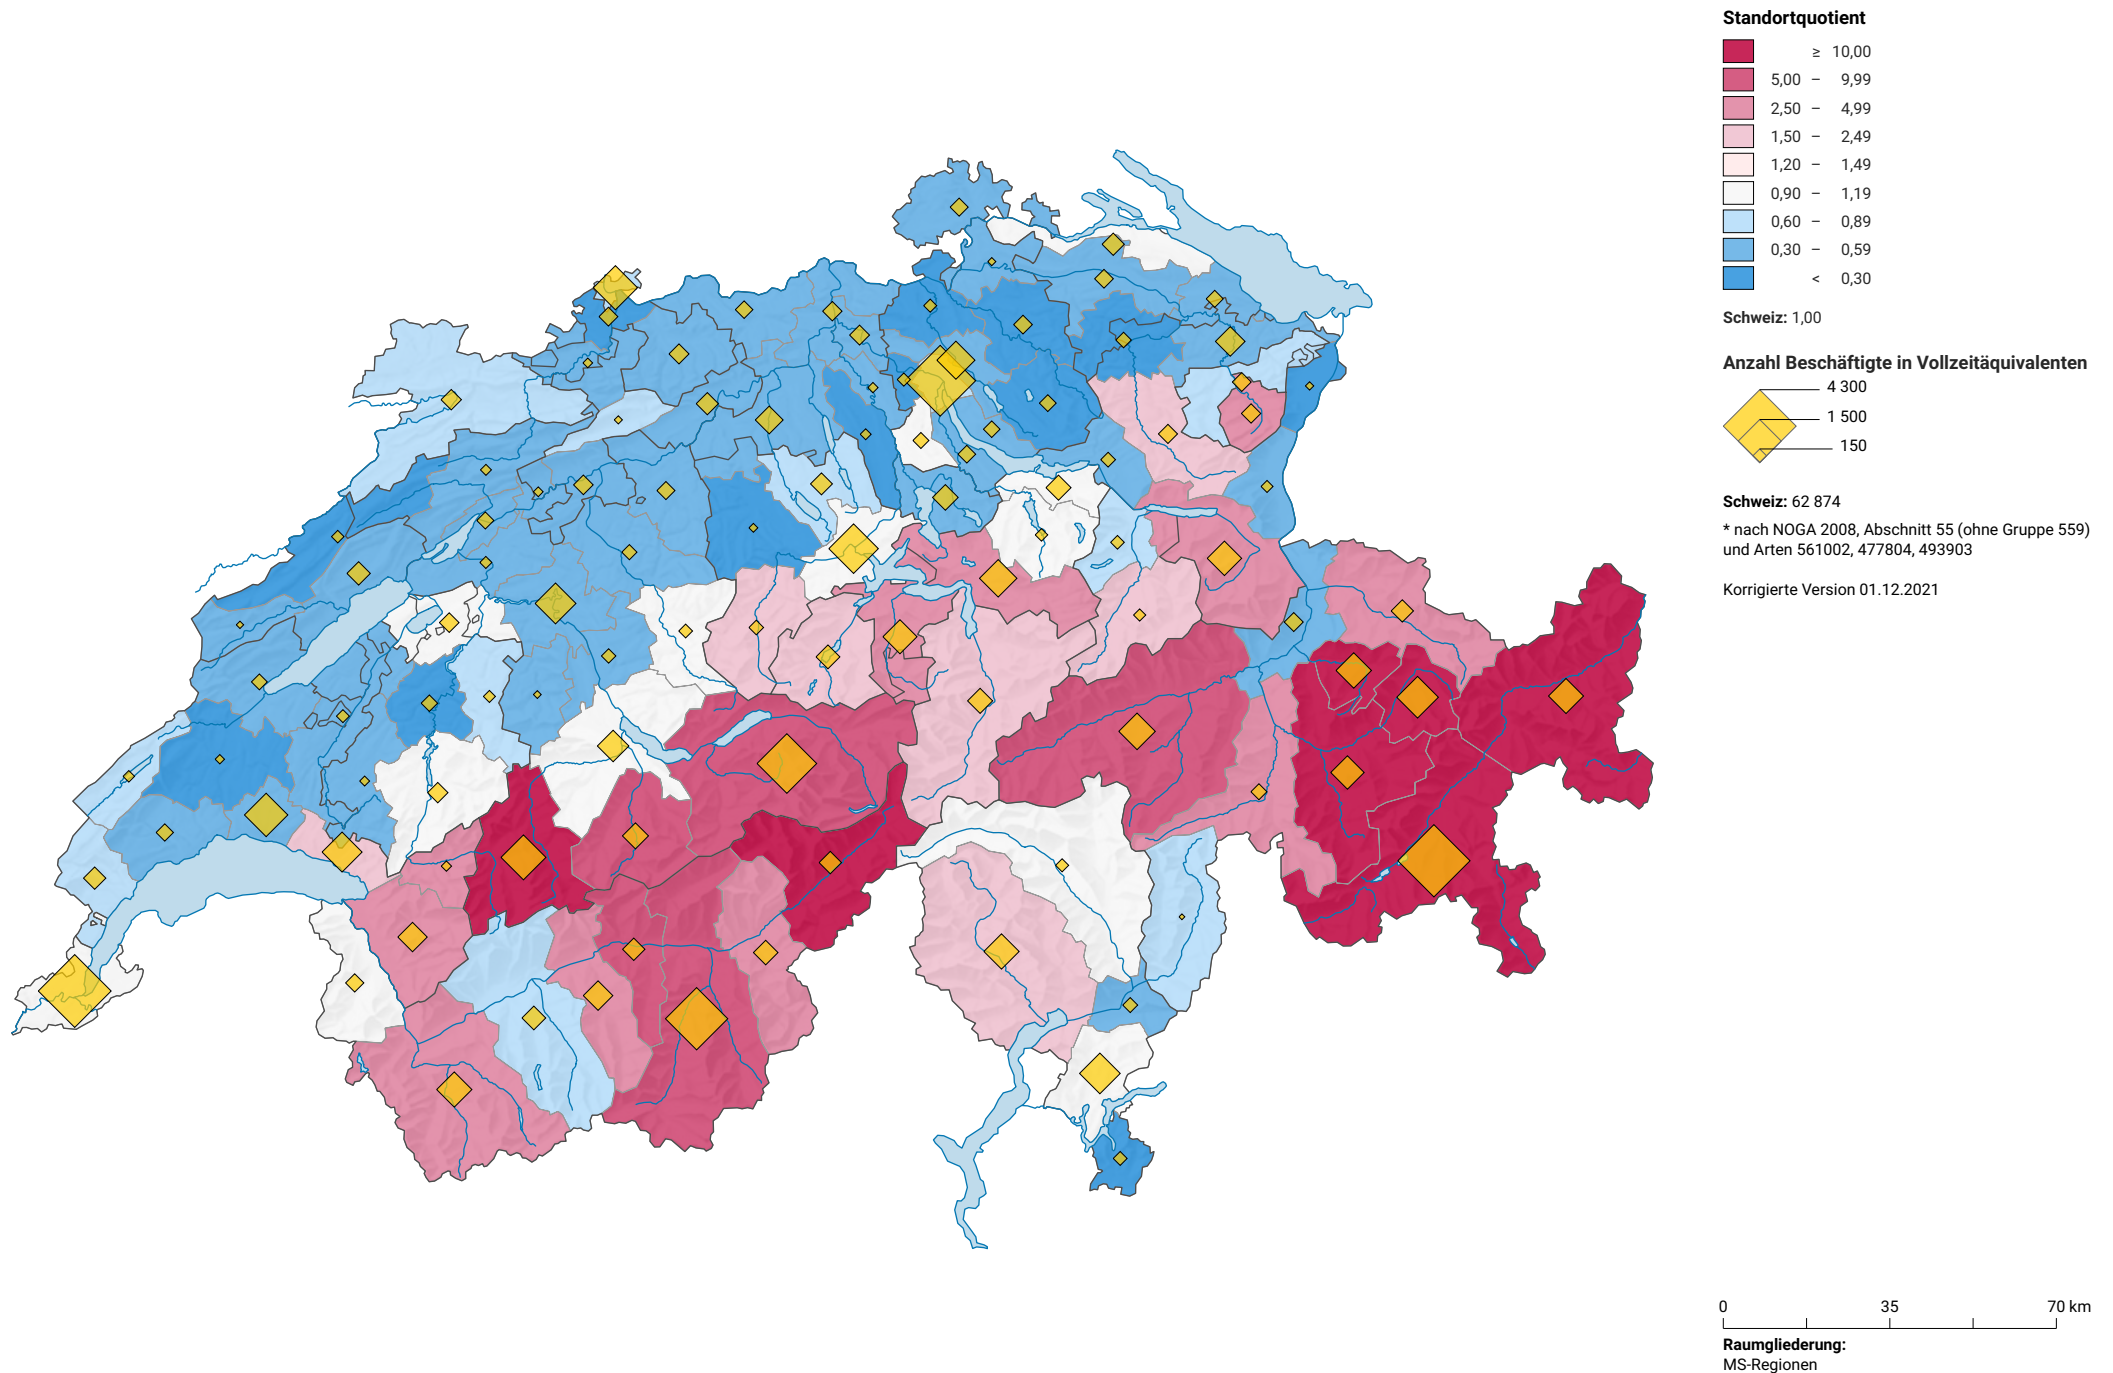 Standortquotient
≥ 10,00
5,00 – 9,99
2,50 – 4,99
1,50 – 2,49
1,20 – 1,49
0,90 – 1,19
0,60 – 0,89
0,30 – 0,59
< 0,30
Schweiz: 1,00
Anzahl Beschäftigte in Vollzeitäquivalenten
4 300
1 500
150
Schweiz: 62 874
* nach NOGA 2008, Abschnitt 55 (ohne Gruppe 559)
und Arten 561002, 477804, 493903
Korrigierte Version 01.12.2021
0 35 70 km
Raumgliederung:
MS-Regionen